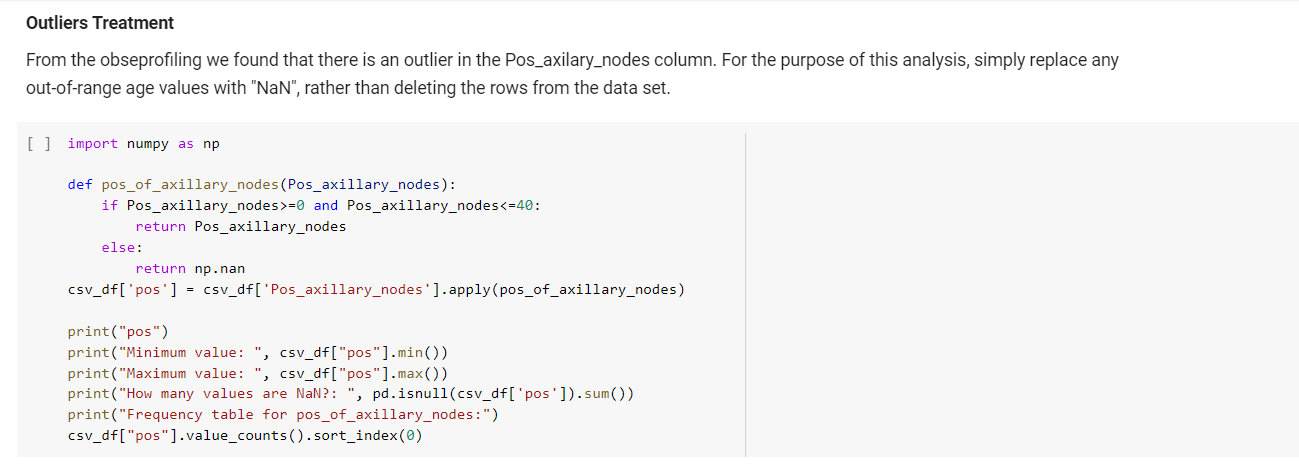 Outliers Treatment
From the obseprofiling we found that there is an outlier in the Pos_axilary_nodes column. For the purpose of this analysis, simply replace any
out-of-range age values with "NaN", rather than deleting the rows from the data set.
[ ] import numpy as np
def pos_of_axillary_nodes(Pos_axillary_nodes):
    if Pos_axillary_nodes>=0 and Pos_axillary_nodes<=40:
        return Pos_axillary_nodes
    else:
        return np.nan
csv_df['pos'] = csv_df['Pos_axillary_nodes'].apply(pos_of_axillary_nodes)
print("pos")
print("Minimum value: ", csv_df["pos"].min())
print("Maximum value: ", csv_df["pos"].max())
print("How many values are NaN?: ", pd.isnull(csv_df['pos']).sum())
print("Frequency table for pos_of_axillary_nodes:")
csv_df["pos"].value_counts().sort_index(0)